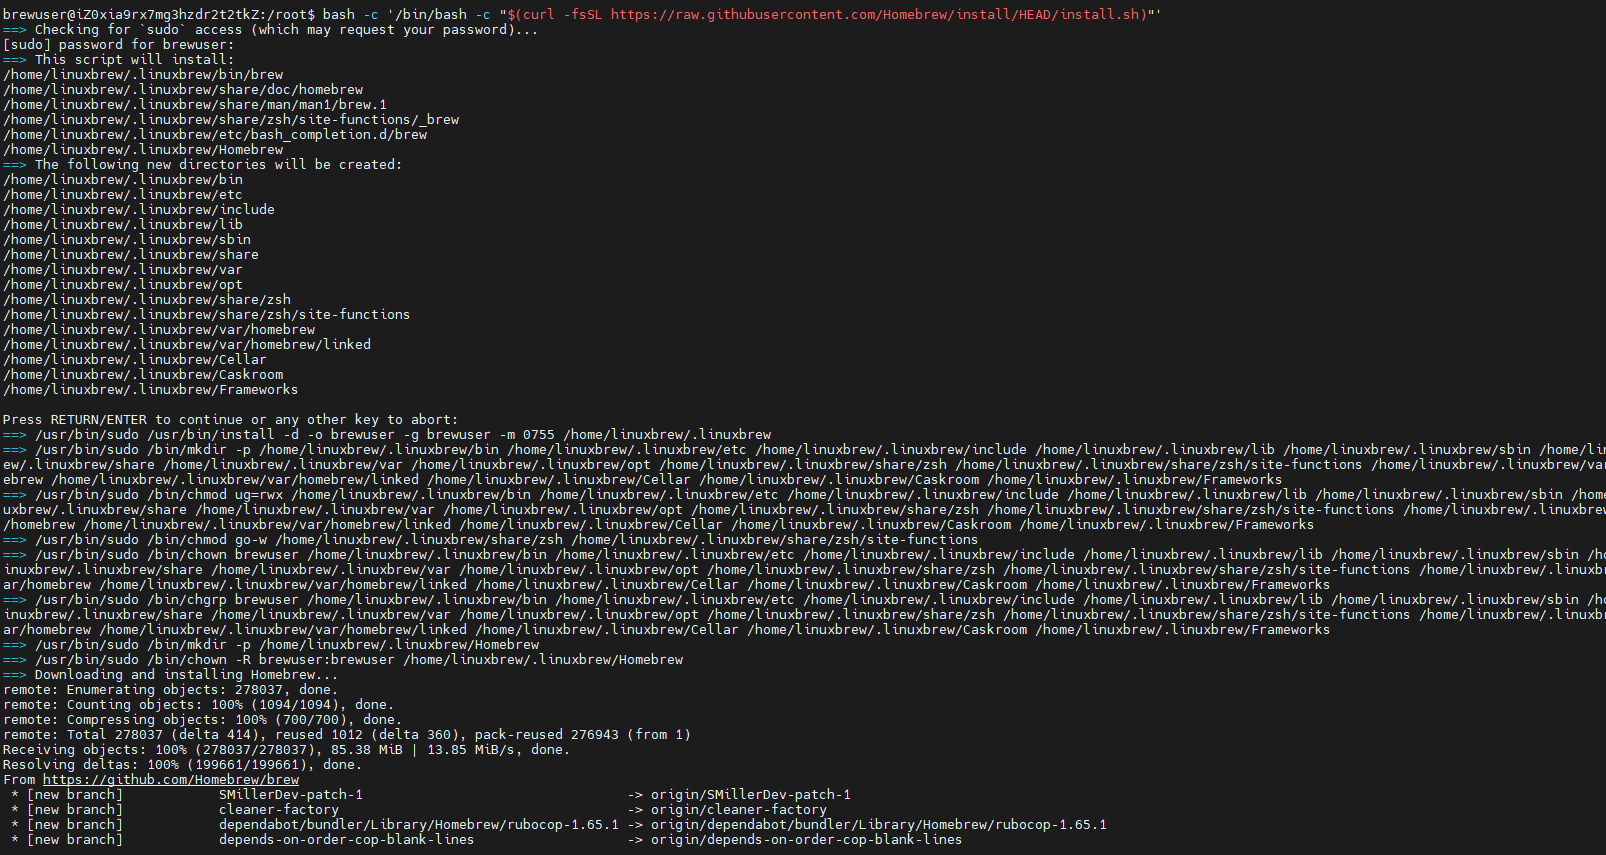 brewuser@iZ0xia9rx7mg3hzdr2t2tkZ:/root$ bash -c '/bin/bash -c "$(curl -fsSL https://raw.githubusercontent.com/Homebrew/install/HEAD/install.sh)"'
==> Checking for `sudo` access (which may request your password)...
[sudo] password for brewuser:
==> This script will install:
/home/linuxbrew/.linuxbrew/bin/brew
/home/linuxbrew/.linuxbrew/share/doc/homebrew
/home/linuxbrew/.linuxbrew/share/man/man1/brew.1
/home/linuxbrew/.linuxbrew/share/zsh/site-functions/_brew
/home/linuxbrew/.linuxbrew/etc/bash_completion.d/brew
/home/linuxbrew/.linuxbrew/Homebrew
==> The following new directories will be created:
/home/linuxbrew/.linuxbrew/bin
/home/linuxbrew/.linuxbrew/etc
/home/linuxbrew/.linuxbrew/include
/home/linuxbrew/.linuxbrew/lib
/home/linuxbrew/.linuxbrew/sbin
/home/linuxbrew/.linuxbrew/share
/home/linuxbrew/.linuxbrew/var
/home/linuxbrew/.linuxbrew/opt
/home/linuxbrew/.linuxbrew/share/zsh
/home/linuxbrew/.linuxbrew/share/zsh/site-functions
/home/linuxbrew/.linuxbrew/var/homebrew
/home/linuxbrew/.linuxbrew/var/homebrew/linked
/home/linuxbrew/.linuxbrew/Cellar
/home/linuxbrew/.linuxbrew/Caskroom
/home/linuxbrew/.linuxbrew/Frameworks
Press RETURN/ENTER to continue or any other key to abort:
==> /usr/bin/sudo /usr/bin/install -d -o brewuser -g brewuser -m 0755 /home/linuxbrew/.linuxbrew
==> /usr/bin/sudo /bin/mkdir -p /home/linuxbrew/.linuxbrew/bin /home/linuxbrew/.linuxbrew/etc /home/linuxbrew/.linuxbrew/include /home/linuxbrew/.linuxbrew/lib /home/linuxbrew/.linuxbrew/sbin /home/lin
ew/.linuxbrew/share /home/linuxbrew/.linuxbrew/var /home/linuxbrew/.linuxbrew/opt /home/linuxbrew/.linuxbrew/share/zsh /home/linuxbrew/.linuxbrew/share/zsh/site-functions /home/linuxbrew/.linuxbrew/var
ebrew /home/linuxbrew/.linuxbrew/var/homebrew/linked /home/linuxbrew/.linuxbrew/Cellar /home/linuxbrew/.linuxbrew/Caskroom /home/linuxbrew/.linuxbrew/Frameworks
==> /usr/bin/sudo /bin/chmod ug=rwx /home/linuxbrew/.linuxbrew/bin /home/linuxbrew/.linuxbrew/etc /home/linuxbrew/.linuxbrew/include /home/linuxbrew/.linuxbrew/lib /home/linuxbrew/.linuxbrew/sbin /home
uxbrew/.linuxbrew/share /home/linuxbrew/.linuxbrew/var /home/linuxbrew/.linuxbrew/opt /home/linuxbrew/.linuxbrew/share/zsh /home/linuxbrew/.linuxbrew/share/zsh/site-functions /home/linuxbrew/.linuxbrew
/homebrew /home/linuxbrew/.linuxbrew/var/homebrew/linked /home/linuxbrew/.linuxbrew/Cellar /home/linuxbrew/.linuxbrew/Caskroom /home/linuxbrew/.linuxbrew/Frameworks
==> /usr/bin/sudo /bin/chmod go-w /home/linuxbrew/.linuxbrew/share/zsh /home/linuxbrew/.linuxbrew/share/zsh/site-functions
==> /usr/bin/sudo /bin/chown brewuser /home/linuxbrew/.linuxbrew/bin /home/linuxbrew/.linuxbrew/etc /home/linuxbrew/.linuxbrew/include /home/linuxbrew/.linuxbrew/lib /home/linuxbrew/.linuxbrew/sbin /ho
inuxbrew/.linuxbrew/share /home/linuxbrew/.linuxbrew/var /home/linuxbrew/.linuxbrew/opt /home/linuxbrew/.linuxbrew/share/zsh /home/linuxbrew/.linuxbrew/share/zsh/site-functions /home/linuxbrew/.linuxbr
ar/homebrew /home/linuxbrew/.linuxbrew/var/homebrew/linked /home/linuxbrew/.linuxbrew/Cellar /home/linuxbrew/.linuxbrew/Caskroom /home/linuxbrew/.linuxbrew/Frameworks
==> /usr/bin/sudo /bin/chgrp brewuser /home/linuxbrew/.linuxbrew/bin /home/linuxbrew/.linuxbrew/etc /home/linuxbrew/.linuxbrew/include /home/linuxbrew/.linuxbrew/lib /home/linuxbrew/.linuxbrew/sbin /ho
inuxbrew/.linuxbrew/share /home/linuxbrew/.linuxbrew/var /home/linuxbrew/.linuxbrew/opt /home/linuxbrew/.linuxbrew/share/zsh /home/linuxbrew/.linuxbrew/share/zsh/site-functions /home/linuxbrew/.linuxbr
ar/homebrew /home/linuxbrew/.linuxbrew/var/homebrew/linked /home/linuxbrew/.linuxbrew/Cellar /home/linuxbrew/.linuxbrew/Caskroom /home/linuxbrew/.linuxbrew/Frameworks
==> /usr/bin/sudo /bin/mkdir -p /home/linuxbrew/.linuxbrew/Homebrew
==> /usr/bin/sudo /bin/chown -R brewuser:brewuser /home/linuxbrew/.linuxbrew/Homebrew
==> Downloading and installing Homebrew...
remote: Enumerating objects: 278037, done.
remote: Counting objects: 100% (1094/1094), done.
remote: Compressing objects: 100% (700/700), done.
remote: Total 278037 (delta 414), reused 1012 (delta 360), pack-reused 276943 (from 1)
Receiving objects: 100% (278037/278037), 85.38 MiB | 13.85 MiB/s, done.
Resolving deltas: 100% (199661/199661), done.
From https://github.com/Homebrew/brew
 * [new branch]            SMillerDev-patch-1                                 -> origin/SMillerDev-patch-1
 * [new branch]            cleaner-factory                                    -> origin/cleaner-factory
 * [new branch]            dependabot/bundler/Library/Homebrew/rubocop-1.65.1 -> origin/dependabot/bundler/Library/Homebrew/rubocop-1.65.1
 * [new branch]            depends-on-order-cop-blank-lines                   -> origin/depends-on-order-cop-blank-lines